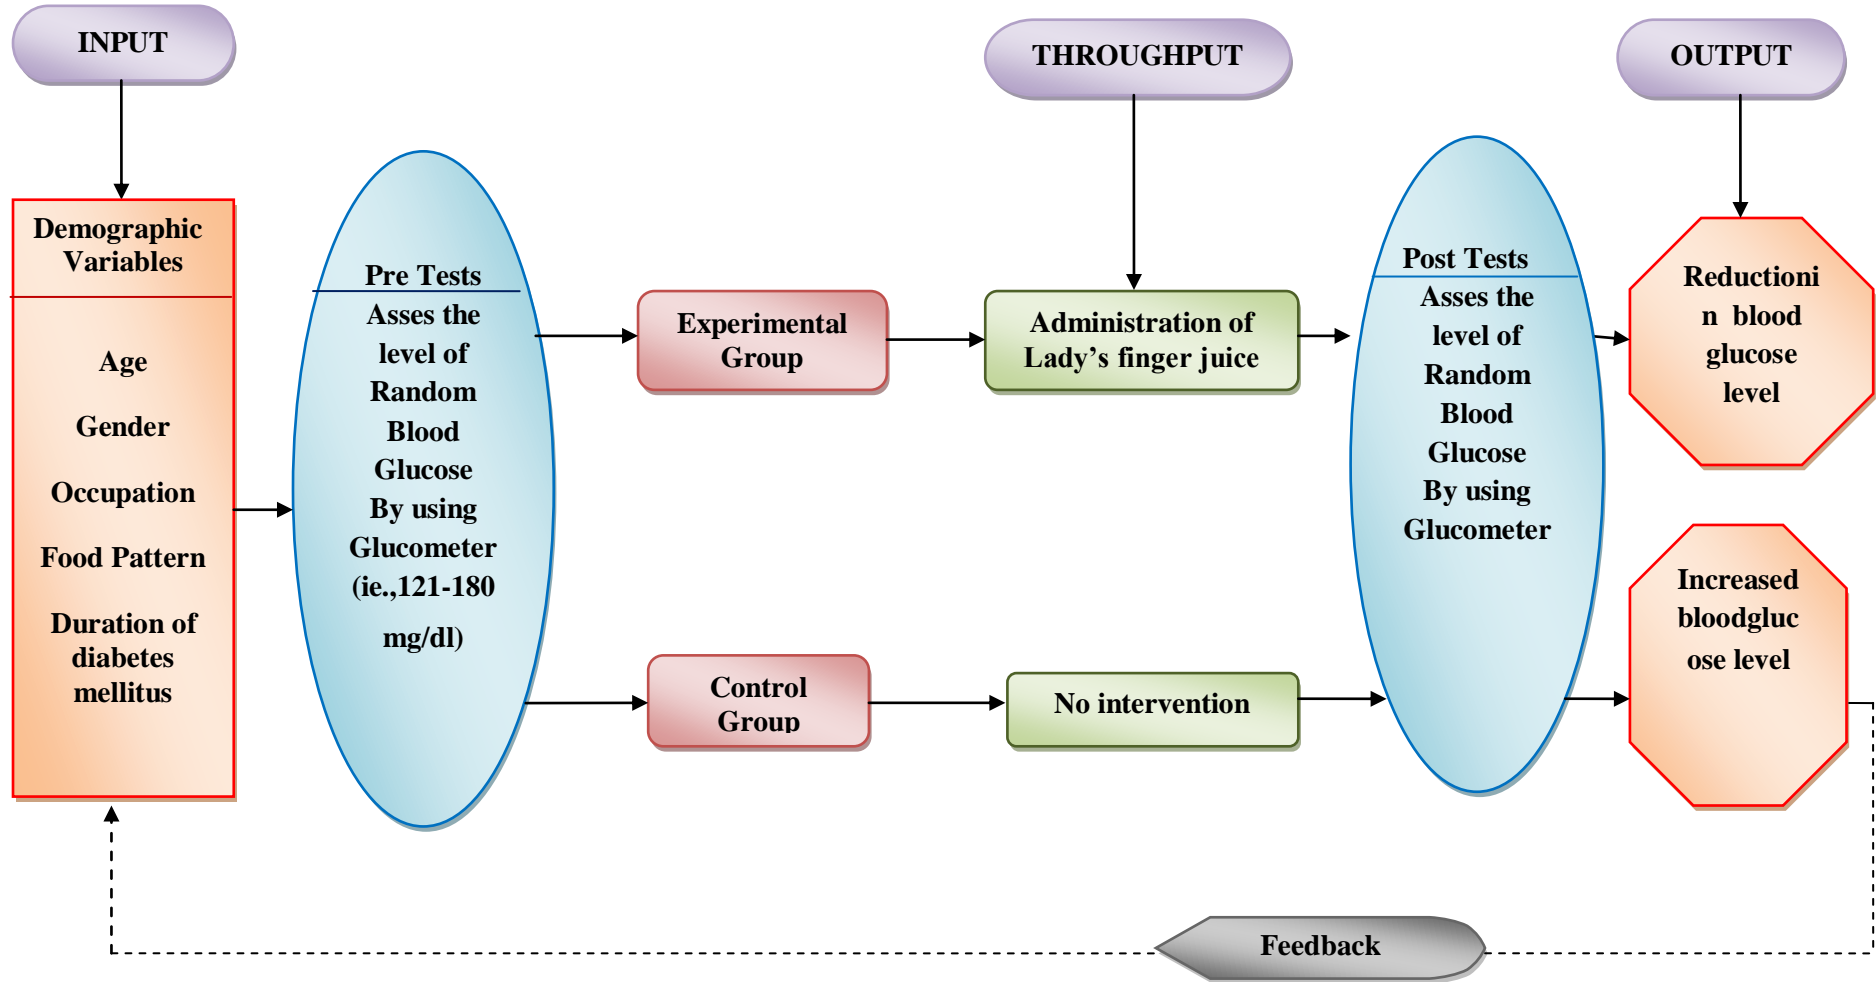 INPUT
THROUGHPUT
OUTPUT
Demographic
Variables
Age
Gender
Occupation
Food Pattern
Duration of
diabetes
mellitus
Pre Tests
Asses the
level of
Random
Blood
Glucose
By using
Glucometer
(ie.,121-180
mg/dl)
Experimental
Group
Control
Group
Administration of
Lady’s finger juice
No intervention
Post Tests
Asses the
level of
Random
Blood
Glucose
By using
Glucometer
Reductioni
n blood
glucose
level
Increased
bloodgluc
ose level
Feedback